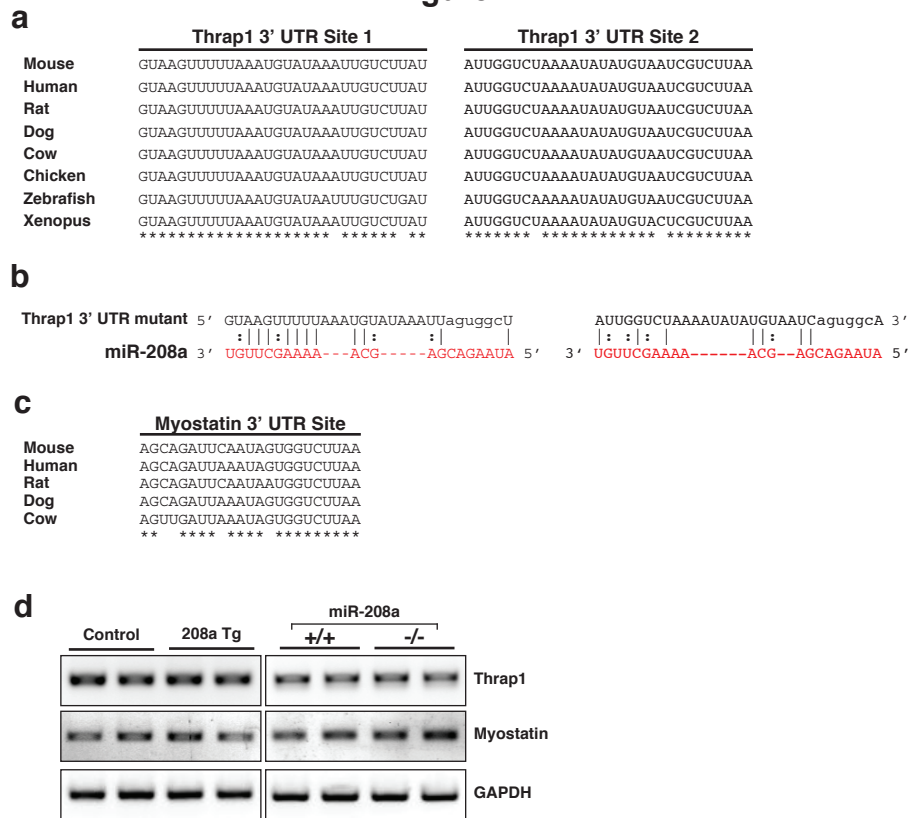 a
Thrap1 3' UTR Site 1 Thrap1 3' UTR Site 2
Mouse GUAAGUUUUUAAAUGUAUAAAUUGUCUUAU AUUGGUCUAAAAUAUAUGUAAUCGUCUUAA
Human GUAAGUUUUUAAAUGUAUAAAUUGUCUUAU AUUGGUCUAAAAUAUAUGUAAUCGUCUUAA
Rat GUAAGUUUUUAAAUGUAUAAAUUGUCUUAU AUUGGUCUAAAAUAUAUGUAAUCGUCUUAA
Dog GUAAGUUUUUAAAUGUAUAAAUUGUCUUAU AUUGGUCUAAAAUAUAUGUAAUCGUCUUAA
Cow GUAAGUUUUUAAAUGUAUAAAUUGUCUUAU AUUGGUCUAAAAUAUAUGUAAUCGUCUUAA
Chicken GUAAGUUUUUAAAUGUAUAAAUUGUCUUAU AUUGGUCUAAAAUAUAUGUAAUCGUCUUAA
Zebrafish GUAAGUUUUUAAAUGUAUAAUUUGUCUGAU AUUGGUCAAAAAUAUAUGUAAUCGUCUUAA
Xenopus GUAAGUUUUUAAAUGUAUAAAUUGUCUUAU AUUGGUCUAAAAUAUAUGUACUCGUCUUAA
******************** ****** ** ******* ************ *********
b
Thrap1 3' UTR mutant 5' GUAAGUUUUUAAAUGUAUAAAUUaguggcU AUUGGUCUAAAAUAUAUGUAAUCaguggcA 3'
miR-208a 3' UGUUCGAAAA---ACG-----AGCAGAAUA 5' 3' UGUUCGAAAA------ACG--AGCAGAAUA 5'
c
Myostatin 3' UTR Site
Mouse AGCAGAUUCAAUAGUGGUCUUAA
Human AGCAGAUUAAAUAGUGGUCUUAA
Rat AGCAGAUUCAAUAAUGGUCUUAA
Dog AGCAGAUUAAAUAGUGGUCUUAA
Cow AGUUGAUUAAAUAGUGGUCUUAA
** **** **** *********
d
miR-208a
Control 208a Tg +/+ -/-
Thrap1
Myostatin
GAPDH